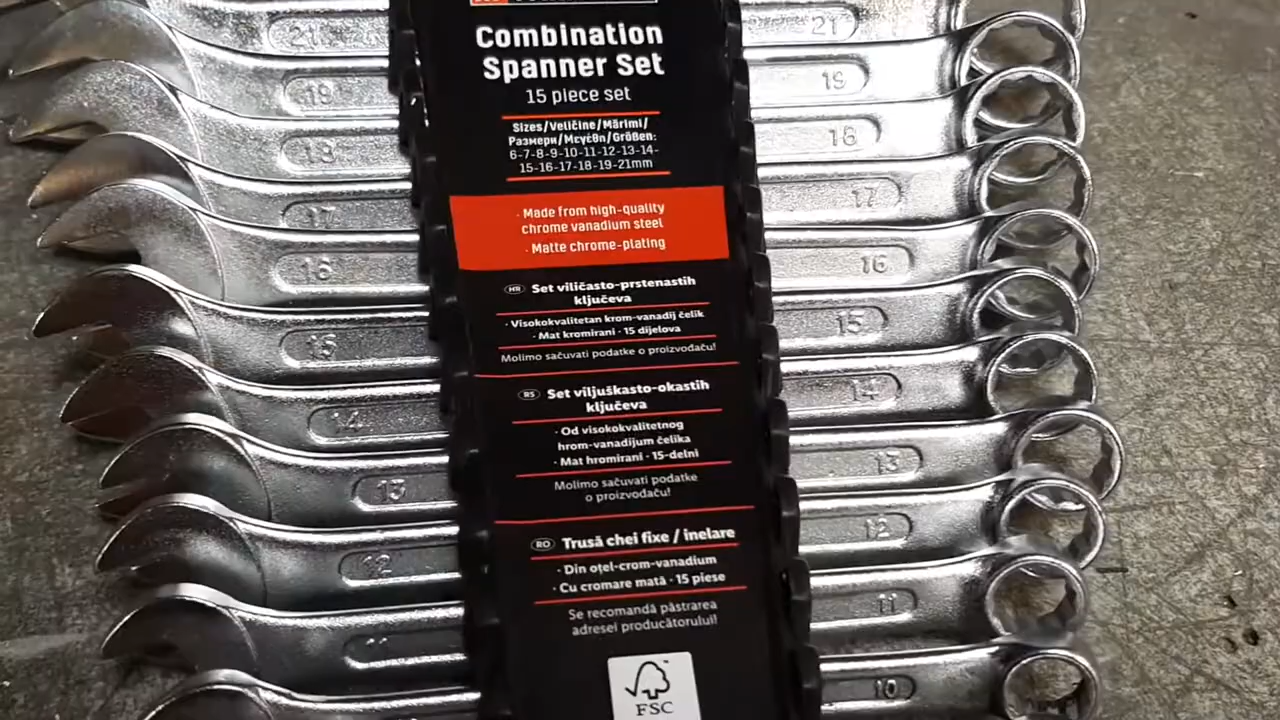 21 21
Combination
Spanner Set
15 piece set
19 19
Sizes/Veličine/Mărimi/
Размери/Μεγέθη/Größen:
6-7-8-9-10-11-12-13-14-
15-16-17-18-19-21mm
18 18
· Made from high-quality
chrome vanadium steel
· Matte chrome-plating
17 17
16 16
HR Set viličasto-prstenastih
ključeva
· Visokokvalitetan krom-vanadij čelik
· Mat kromirani · 15 dijelova
Molimo sačuvati podatke o proizvođaču!
15 15
RS Set viljuškasto-okastih
ključeva
14 14
· Od visokokvalitetnog
hrom-vanadijum čelika
· Mat hromirani · 15-delni
13 13
Molimo sačuvati podatke
o proizvođaču!
12 12
RO Trusă chei fixe / inelare
· Din oțel-crom-vanadium
· Cu cromare mată · 15 piese
Se recomandă păstrarea
adresei producătorului!
11 11
10
FSC